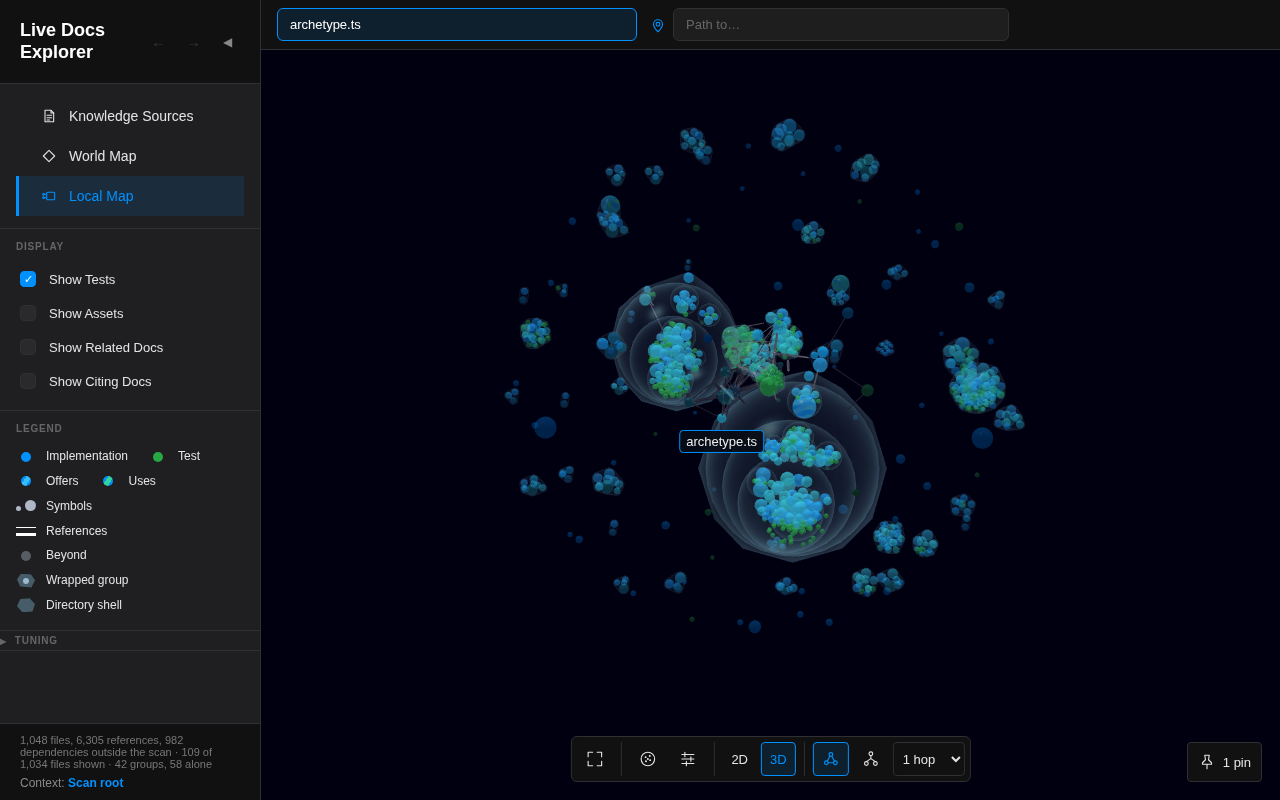 Live Docs
Explorer
← → ◀
archetype.ts
Path to…
Knowledge Sources
World Map
Local Map
DISPLAY
✓ Show Tests
Show Assets
Show Related Docs
Show Citing Docs
LEGEND
Implementation Test
Offers Uses
Symbols
References
Beyond
Wrapped group
Directory shell
▶ TUNING
1,048 files, 6,305 references, 982
dependencies outside the scan · 109 of
1,034 files shown · 42 groups, 58 alone
Context: Scan root
archetype.ts
2D 3D 1 hop
1 pin